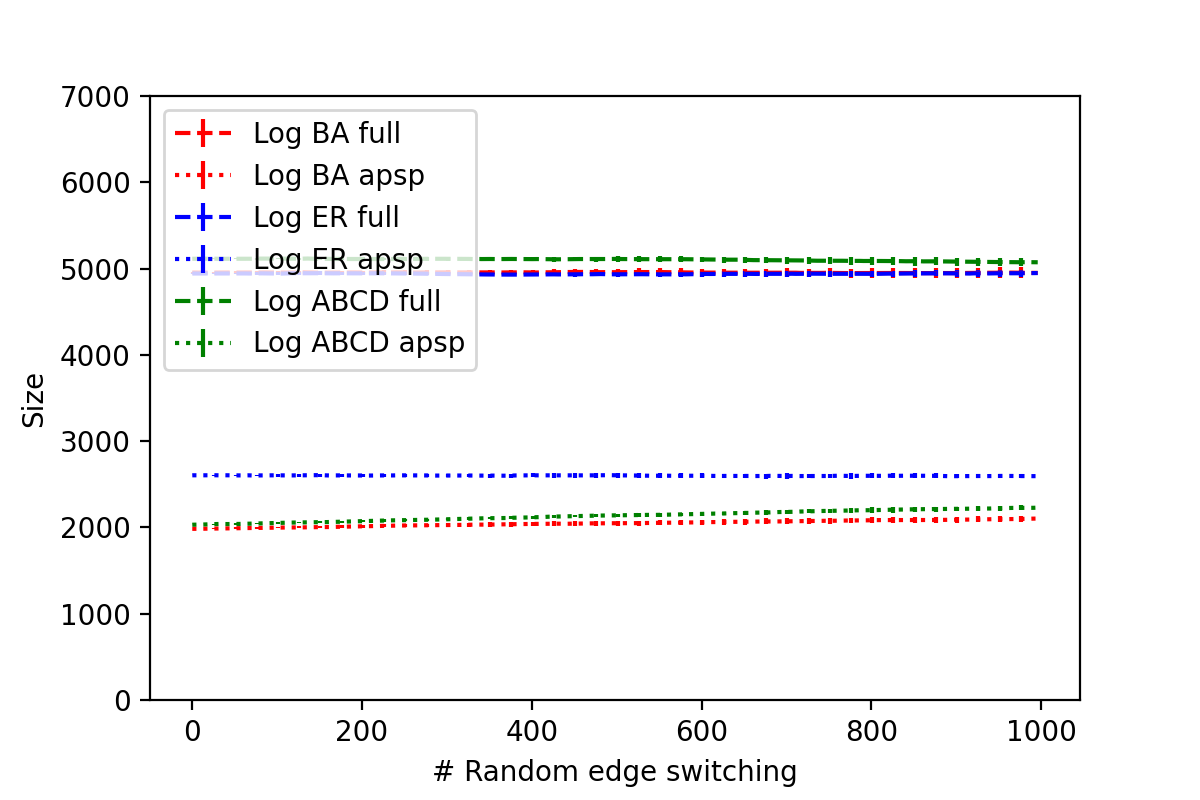 7000
6000
5000
4000
3000
2000
1000
0
Size
Log BA full
Log BA apsp
Log ER full
Log ER apsp
Log ABCD full
Log ABCD apsp
0 200 400 600 800 1000
# Random edge switching